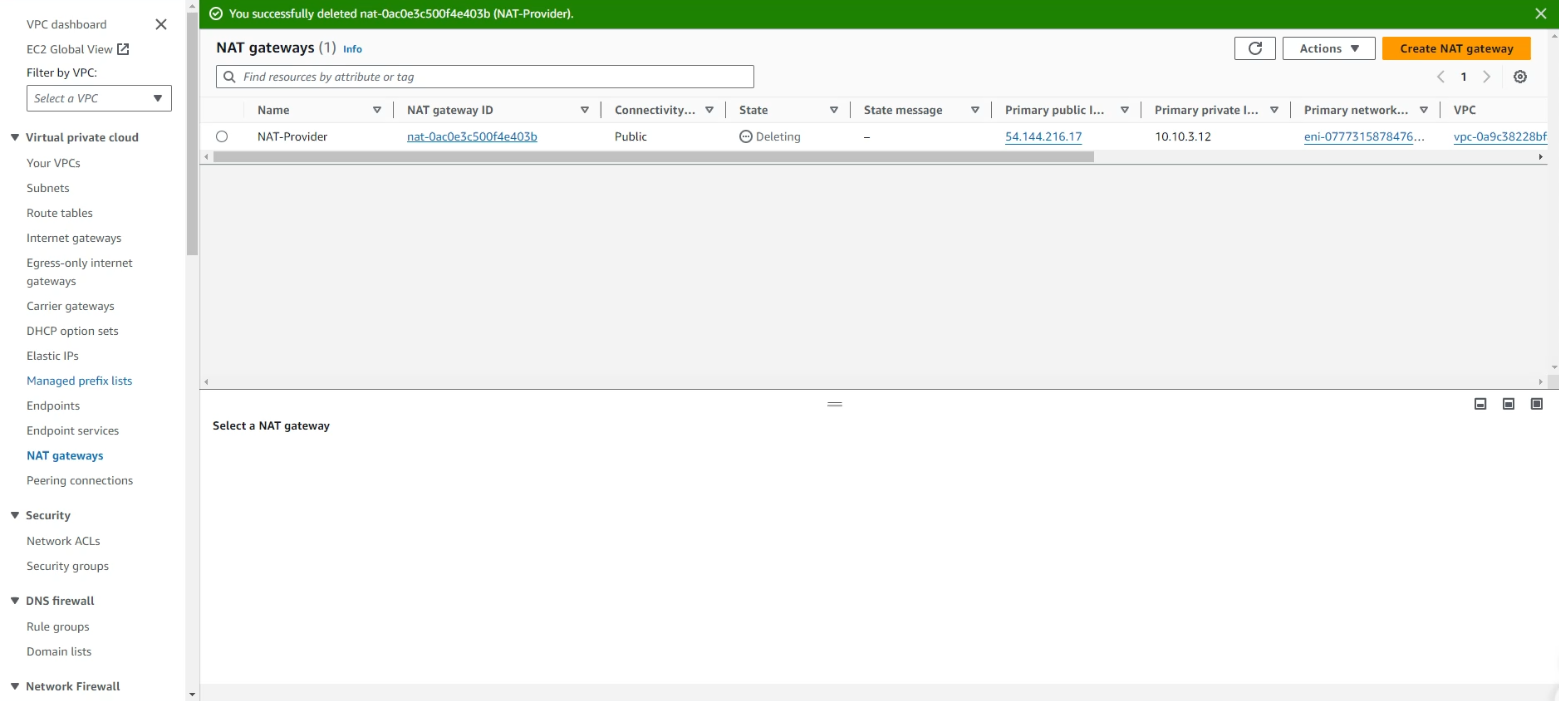 VPC dashboard
EC2 Global View
Filter by VPC:
Select a VPC
Virtual private cloud
Your VPCs
Subnets
Route tables
Internet gateways
Egress-only internet
gateways
Carrier gateways
DHCP option sets
Elastic IPs
Managed prefix lists
Endpoints
Endpoint services
NAT gateways
Peering connections
Security
Network ACLs
Security groups
DNS firewall
Rule groups
Domain lists
Network Firewall
You successfully deleted nat-0ac0e3c500f4e403b (NAT-Provider).
NAT gateways (1) Info
Actions
Create NAT gateway
Find resources by attribute or tag
1
Name NAT gateway ID Connectivity... State State message Primary public I... Primary private I... Primary network... VPC
NAT-Provider nat-0ac0e3c500f4e403b Public Deleting – 54.144.216.17 10.10.3.12 eni-0777315878476... vpc-0a9c38228bf
Select a NAT gateway